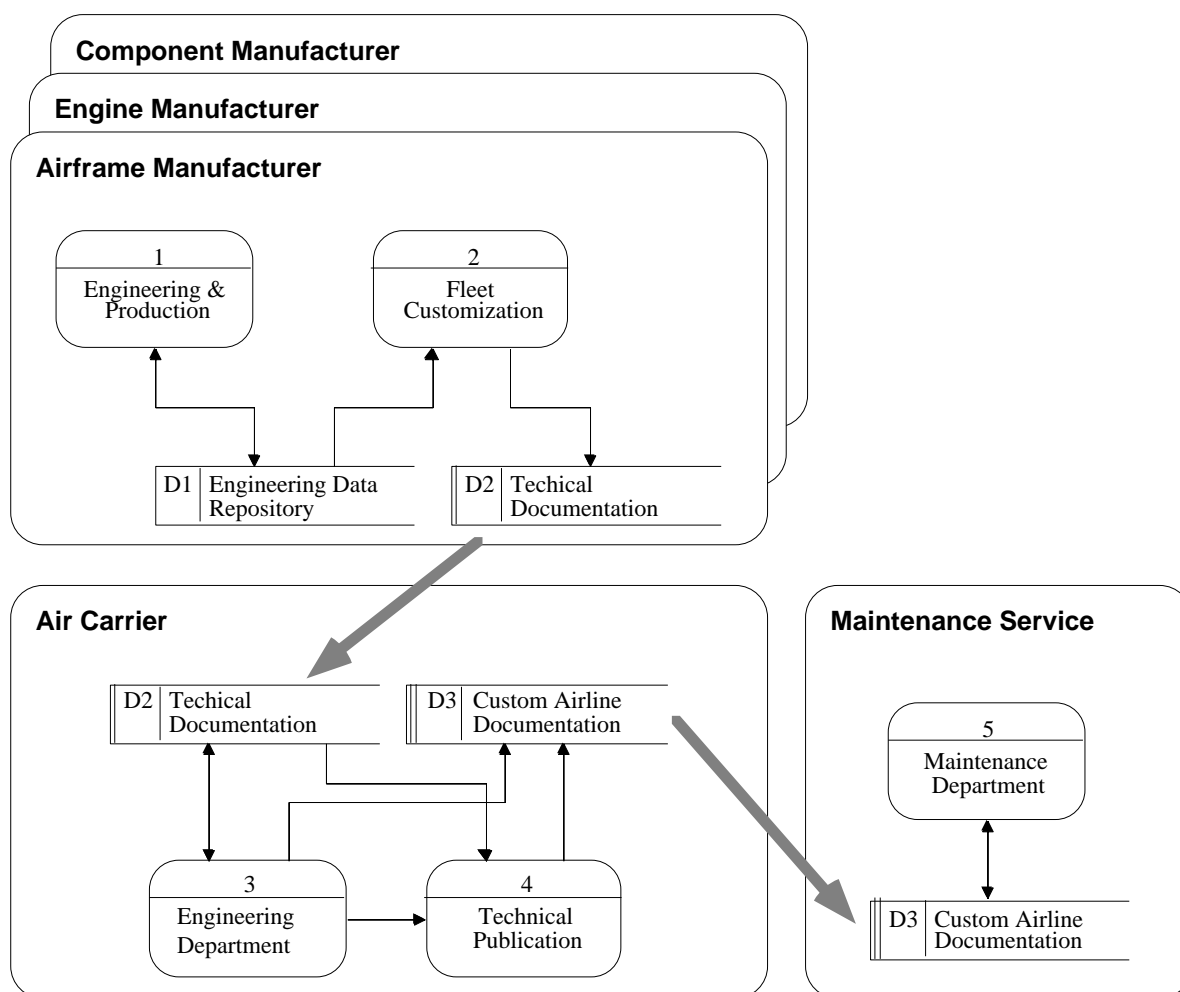 Component Manufacturer
Engine Manufacturer
Airframe Manufacturer
1
Engineering &
Production
2
Fleet
Customization
D1
Engineering Data
Repository
D2
Techical
Documentation
Air Carrier
D2
Techical
Documentation
D3
Custom Airline
Documentation
3
Engineering
Department
4
Technical
Publication
Maintenance Service
5
Maintenance
Department
D3
Custom Airline
Documentation